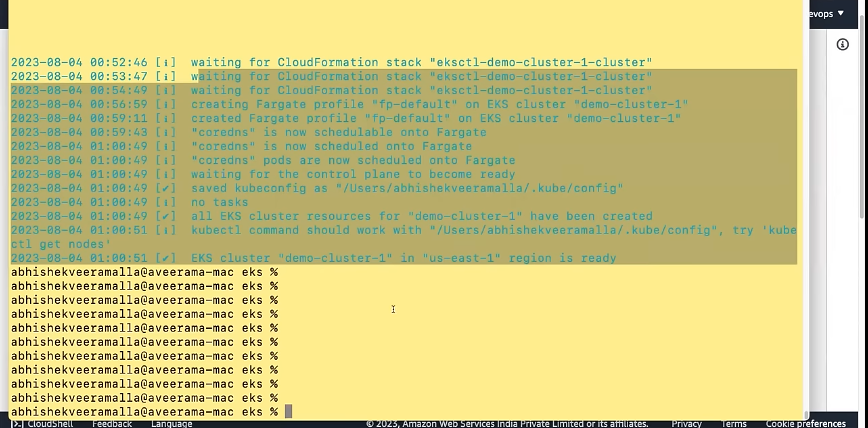 evops ▼
2023-08-04 00:52:46 [ℹ]  waiting for CloudFormation stack "eksctl-demo-cluster-1-cluster"
2023-08-04 00:53:47 [ℹ]  waiting for CloudFormation stack "eksctl-demo-cluster-1-cluster"
2023-08-04 00:54:49 [ℹ]  waiting for CloudFormation stack "eksctl-demo-cluster-1-cluster"
2023-08-04 00:56:59 [ℹ]  creating Fargate profile "fp-default" on EKS cluster "demo-cluster-1"
2023-08-04 00:59:11 [ℹ]  created Fargate profile "fp-default" on EKS cluster "demo-cluster-1"
2023-08-04 00:59:43 [ℹ]  "coredns" is now schedulable onto Fargate
2023-08-04 01:00:49 [ℹ]  "coredns" is now scheduled onto Fargate
2023-08-04 01:00:49 [ℹ]  "coredns" pods are now scheduled onto Fargate
2023-08-04 01:00:49 [ℹ]  waiting for the control plane to become ready
2023-08-04 01:00:49 [✔]  saved kubeconfig as "/Users/abhishekveeramalla/.kube/config"
2023-08-04 01:00:49 [ℹ]  no tasks
2023-08-04 01:00:49 [✔]  all EKS cluster resources for "demo-cluster-1" have been created
2023-08-04 01:00:51 [ℹ]  kubectl command should work with "/Users/abhishekveeramalla/.kube/config", try 'kube
ctl get nodes'
2023-08-04 01:00:51 [✔]  EKS cluster "demo-cluster-1" in "us-east-1" region is ready
abhishekveeramalla@aveerama-mac eks %
abhishekveeramalla@aveerama-mac eks %
abhishekveeramalla@aveerama-mac eks %
abhishekveeramalla@aveerama-mac eks %
abhishekveeramalla@aveerama-mac eks %
abhishekveeramalla@aveerama-mac eks %
abhishekveeramalla@aveerama-mac eks %
abhishekveeramalla@aveerama-mac eks %
abhishekveeramalla@aveerama-mac eks %
abhishekveeramalla@aveerama-mac eks %
abhishekveeramalla@aveerama-mac eks %
CloudShell Feedback Language © 2023, Amazon Web Services India Private Limited or its affiliates. Privacy Terms Cookie preferences